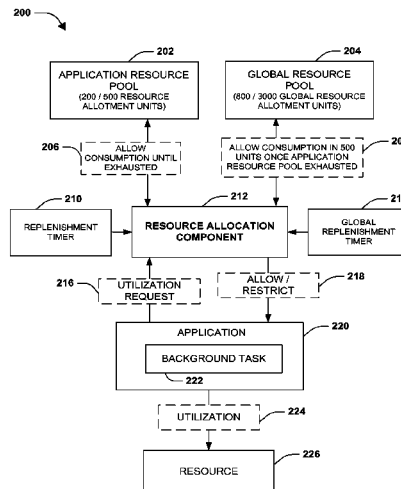 200
202
204
APPLICATION RESOURCE
POOL
(200 / 500 RESOURCE
ALLOTMENT UNITS)
GLOBAL RESOURCE
POOL
(800 / 3000 GLOBAL RESOURCE
ALLOTMENT UNITS)
206
ALLOW
CONSUMPTION UNTIL
EXHAUSTED
ALLOW CONSUMPTION IN 500
UNITS ONCE APPLICATION
RESOURCE POOL EXHAUSTED
210
212
REPLENISHMENT
TIMER
RESOURCE ALLOCATION
COMPONENT
GLOBAL
REPLENISHMENT
TIMER
216
UTILIZATION
REQUEST
ALLOW /
RESTRICT
218
APPLICATION
220
BACKGROUND TASK
222
UTILIZATION
224
RESOURCE
226